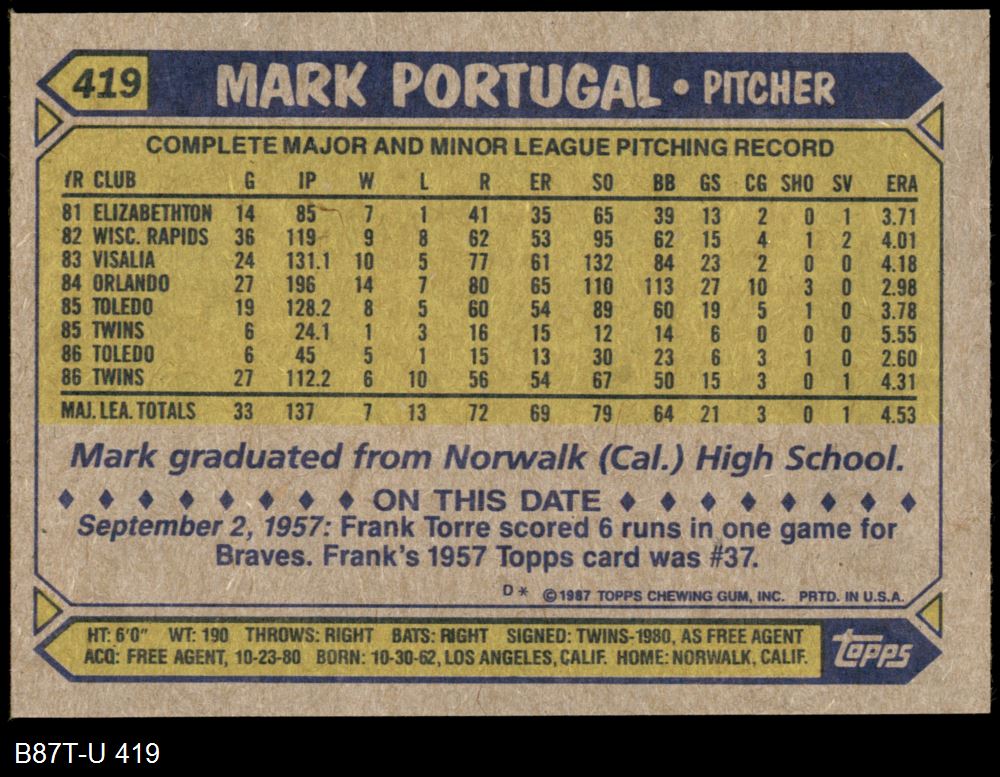 419 MARK PORTUGAL • PITCHER
COMPLETE MAJOR AND MINOR LEAGUE PITCHING RECORD
YR CLUB G IP W L R ER SO BB GS CG SHO SV ERA
81 ELIZABETHTON 14 85 7 1 41 35 65 39 13 2 0 1 3.71
82 WISC. RAPIDS 36 119 9 8 62 53 95 62 15 4 1 2 4.01
83 VISALIA 24 131.1 10 5 77 61 132 84 23 2 0 0 4.18
84 ORLANDO 27 196 14 7 80 65 110 113 27 10 3 0 2.98
85 TOLEDO 19 128.2 8 5 60 54 89 60 19 5 1 0 3.78
85 TWINS 6 24.1 1 3 16 15 12 14 6 0 0 0 5.55
86 TOLEDO 6 45 5 1 15 13 30 23 6 3 1 0 2.60
86 TWINS 27 112.2 6 10 56 54 67 50 15 3 0 1 4.31
MAJ. LEA. TOTALS 33 137 7 13 72 69 79 64 21 3 0 1 4.53
Mark graduated from Norwalk (Cal.) High School.
♦ ♦ ♦ ♦ ♦ ♦ ♦ ♦ ON THIS DATE ♦ ♦ ♦ ♦ ♦ ♦ ♦ ♦
September 2, 1957: Frank Torre scored 6 runs in one game for
Braves. Frank's 1957 Topps card was #37.
D* ©1987 TOPPS CHEWING GUM, INC. PRTD. IN U.S.A.
HT: 6'0" WT: 190 THROWS: RIGHT BATS: RIGHT SIGNED: TWINS-1980, AS FREE AGENT
ACQ: FREE AGENT, 10-23-80 BORN: 10-30-62, LOS ANGELES, CALIF. HOME: NORWALK, CALIF.
topps
B87T-U 419